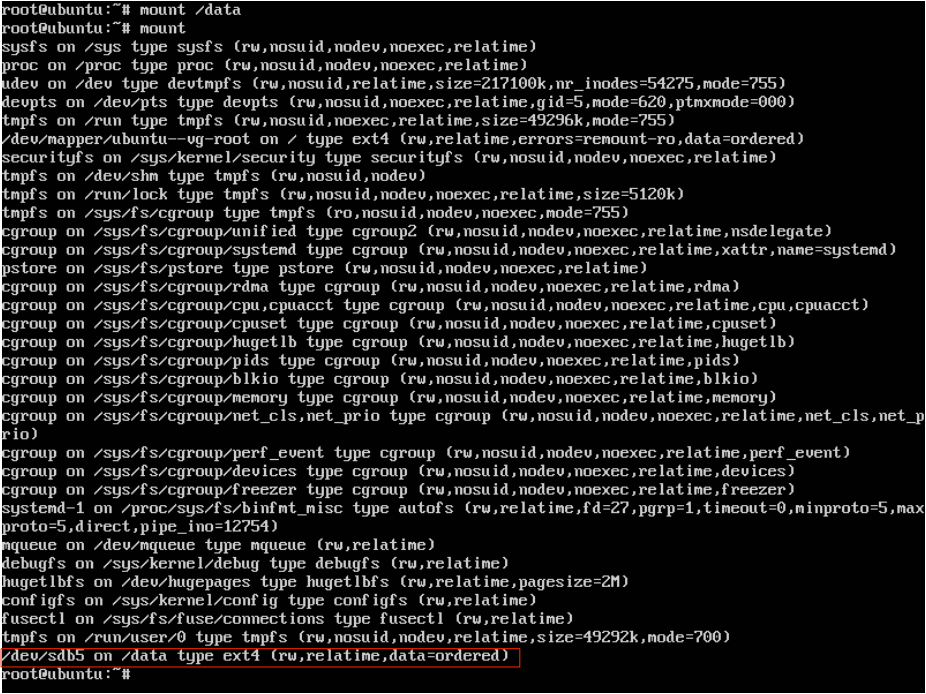 root@ubuntu:~# mount /data
root@ubuntu:~# mount
sysfs on /sys type sysfs (rw,nosuid,nodev,noexec,relatime)
proc on /proc type proc (rw,nosuid,nodev,noexec,relatime)
udev on /dev type devtmpfs (rw,nosuid,relatime,size=217100k,nr_inodes=54275,mode=755)
devpts on /dev/pts type devpts (rw,nosuid,noexec,relatime,gid=5,mode=620,ptmxmode=000)
tmpfs on /run type tmpfs (rw,nosuid,noexec,relatime,size=49296k,mode=755)
/dev/mapper/ubuntu--vg-root on / type ext4 (rw,relatime,errors=remount-ro,data=ordered)
securityfs on /sys/kernel/security type securityfs (rw,nosuid,nodev,noexec,relatime)
tmpfs on /dev/shm type tmpfs (rw,nosuid,nodev)
tmpfs on /run/lock type tmpfs (rw,nosuid,nodev,noexec,relatime,size=5120k)
tmpfs on /sys/fs/cgroup type tmpfs (ro,nosuid,nodev,noexec,mode=755)
cgroup on /sys/fs/cgroup/unified type cgroup2 (rw,nosuid,nodev,noexec,relatime,nsdelegate)
cgroup on /sys/fs/cgroup/systemd type cgroup (rw,nosuid,nodev,noexec,relatime,xattr,name=systemd)
pstore on /sys/fs/pstore type pstore (rw,nosuid,nodev,noexec,relatime)
cgroup on /sys/fs/cgroup/rdma type cgroup (rw,nosuid,nodev,noexec,relatime,rdma)
cgroup on /sys/fs/cgroup/cpu,cpuacct type cgroup (rw,nosuid,nodev,noexec,relatime,cpu,cpuacct)
cgroup on /sys/fs/cgroup/cpuset type cgroup (rw,nosuid,nodev,noexec,relatime,cpuset)
cgroup on /sys/fs/cgroup/hugetlb type cgroup (rw,nosuid,nodev,noexec,relatime,hugetlb)
cgroup on /sys/fs/cgroup/pids type cgroup (rw,nosuid,nodev,noexec,relatime,pids)
cgroup on /sys/fs/cgroup/blkio type cgroup (rw,nosuid,nodev,noexec,relatime,blkio)
cgroup on /sys/fs/cgroup/memory type cgroup (rw,nosuid,nodev,noexec,relatime,memory)
cgroup on /sys/fs/cgroup/net_cls,net_prio type cgroup (rw,nosuid,nodev,noexec,relatime,net_cls,net_p
rio)
cgroup on /sys/fs/cgroup/perf_event type cgroup (rw,nosuid,nodev,noexec,relatime,perf_event)
cgroup on /sys/fs/cgroup/devices type cgroup (rw,nosuid,nodev,noexec,relatime,devices)
cgroup on /sys/fs/cgroup/freezer type cgroup (rw,nosuid,nodev,noexec,relatime,freezer)
systemd-1 on /proc/sys/fs/binfmt_misc type autofs (rw,relatime,fd=27,pgrp=1,timeout=0,minproto=5,max
proto=5,direct,pipe_ino=12754)
mqueue on /dev/mqueue type mqueue (rw,relatime)
debugfs on /sys/kernel/debug type debugfs (rw,relatime)
hugetlbfs on /dev/hugepages type hugetlbfs (rw,relatime,pagesize=2M)
configfs on /sys/kernel/config type configfs (rw,relatime)
fusectl on /sys/fs/fuse/connections type fusectl (rw,relatime)
tmpfs on /run/user/0 type tmpfs (rw,nosuid,nodev,relatime,size=49292k,mode=700)
/dev/sdb5 on /data type ext4 (rw,relatime,data=ordered)
root@ubuntu:~#